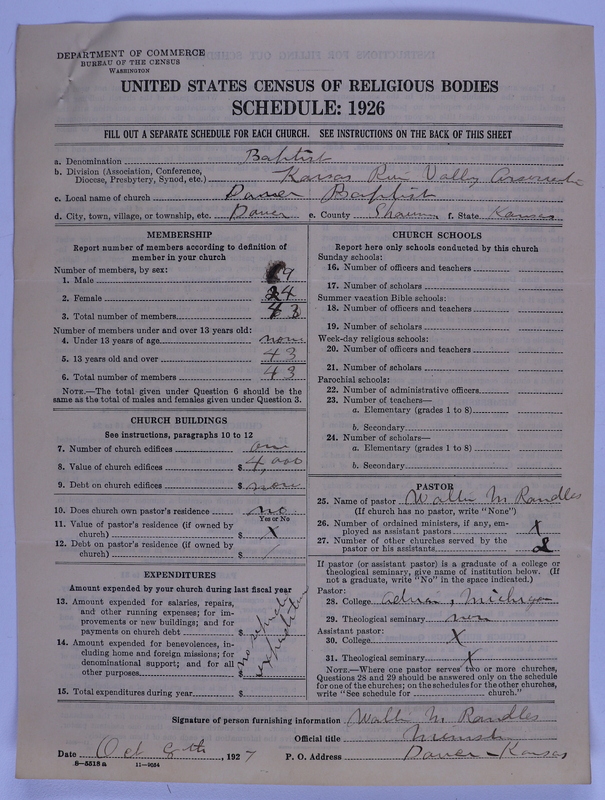 DEPARTMENT OF COMMERCE
BUREAU OF THE CENSUS
WASHINGTON
UNITED STATES CENSUS OF RELIGIOUS BODIES
SCHEDULE: 1926
FILL OUT A SEPARATE SCHEDULE FOR EACH CHURCH. SEE INSTRUCTIONS ON THE BACK OF THIS SHEET
a. Denomination Baptist
b. Division (Association, Conference,
Diocese, Presbytery, Synod, etc.) Kansas River Valley
c. Local name of church Dover Baptist
d. City, town, village, or township, etc. Dover e. County Shawnee f. State Kansas
MEMBERSHIP
Report number of members according to definition of
member in your church
Number of members, by sex:
1. Male 19
2. Female 24
3. Total number of members 43
Number of members under and over 13 years old:
4. Under 13 years of age none
5. 13 years old and over 43
6. Total number of members 43
NOTE.—The total given under Question 6 should be the
same as the total of males and females given under Question 3.
CHURCH BUILDINGS
See instructions, paragraphs 10 to 12
7. Number of church edifices one
8. Value of church edifices $ 4,000
9. Debt on church edifices $ none
10. Does church own pastor's residence no
Yes or No
11. Value of pastor's residence (if owned by
church) $ X
12. Debt on pastor's residence (if owned by
church) $
EXPENDITURES
Amount expended by your church during last fiscal year
13. Amount expended for salaries, repairs,
and other running expenses; for im-
provements or new buildings; and for
payments on church debt $
14. Amount expended for benevolences, in-
cluding home and foreign missions; for
denominational support; and for all
other purposes $
15. Total expenditures during year $
CHURCH SCHOOLS
Report here only schools conducted by this church
Sunday schools:
16. Number of officers and teachers
17. Number of scholars
Summer vacation Bible schools:
18. Number of officers and teachers
19. Number of scholars
Week-day religious schools:
20. Number of officers and teachers
21. Number of scholars
Parochial schools:
22. Number of administrative officers
23. Number of teachers—
a. Elementary (grades 1 to 8)
b. Secondary
24. Number of scholars—
a. Elementary (grades 1 to 8)
b. Secondary
PASTOR
25. Name of pastor Walter M Randles
(If church has no pastor, write "None")
26. Number of ordained ministers, if any, em-
ployed as assistant pastors X
27. Number of other churches served by the
pastor or his assistants 2
If pastor (or assistant pastor) is a graduate of a college or
theological seminary, give name of institution below. (If
not a graduate, write "No" in the space indicated.)
Pastor:
28. College Adrian, Michigan
29. Theological seminary none
Assistant pastor:
30. College X
31. Theological seminary X
NOTE.—Where one pastor serves two or more churches,
Questions 28 and 29 should be answered only on the schedule
for one of the churches; on the schedules for the other churches,
write "See schedule for church."
Signature of person furnishing information Walter M Randles
Official title Minister
Date Oct 8th, 1927 P. O. Address Dover - Kansas
8-5518 a 11-9054